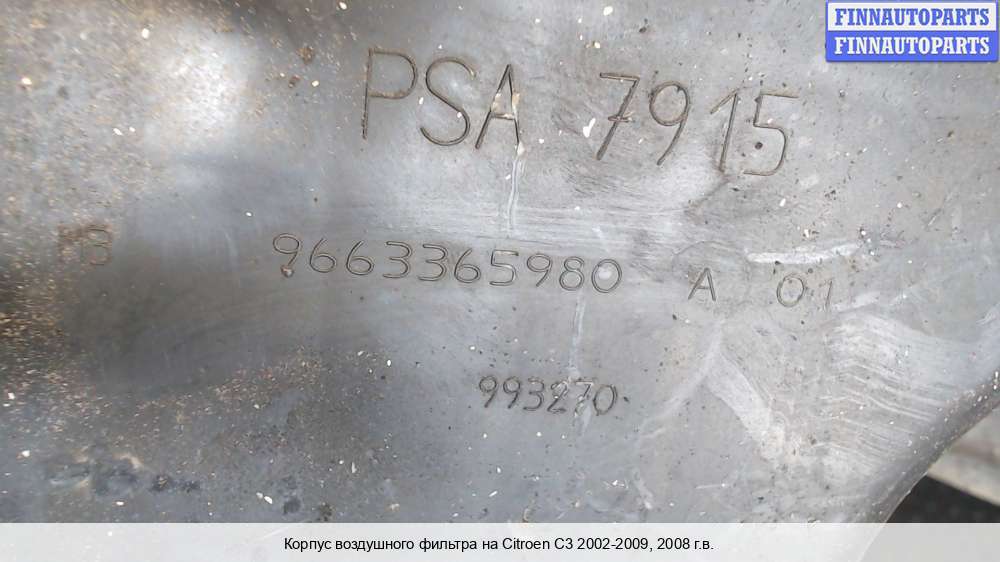 FINNAUTOPARTS
FINNAUTOPARTS
PSA 7915
9663365980 A 01
993270
Корпус воздушного фильтра на Citroen C3 2002-2009, 2008 г.в.